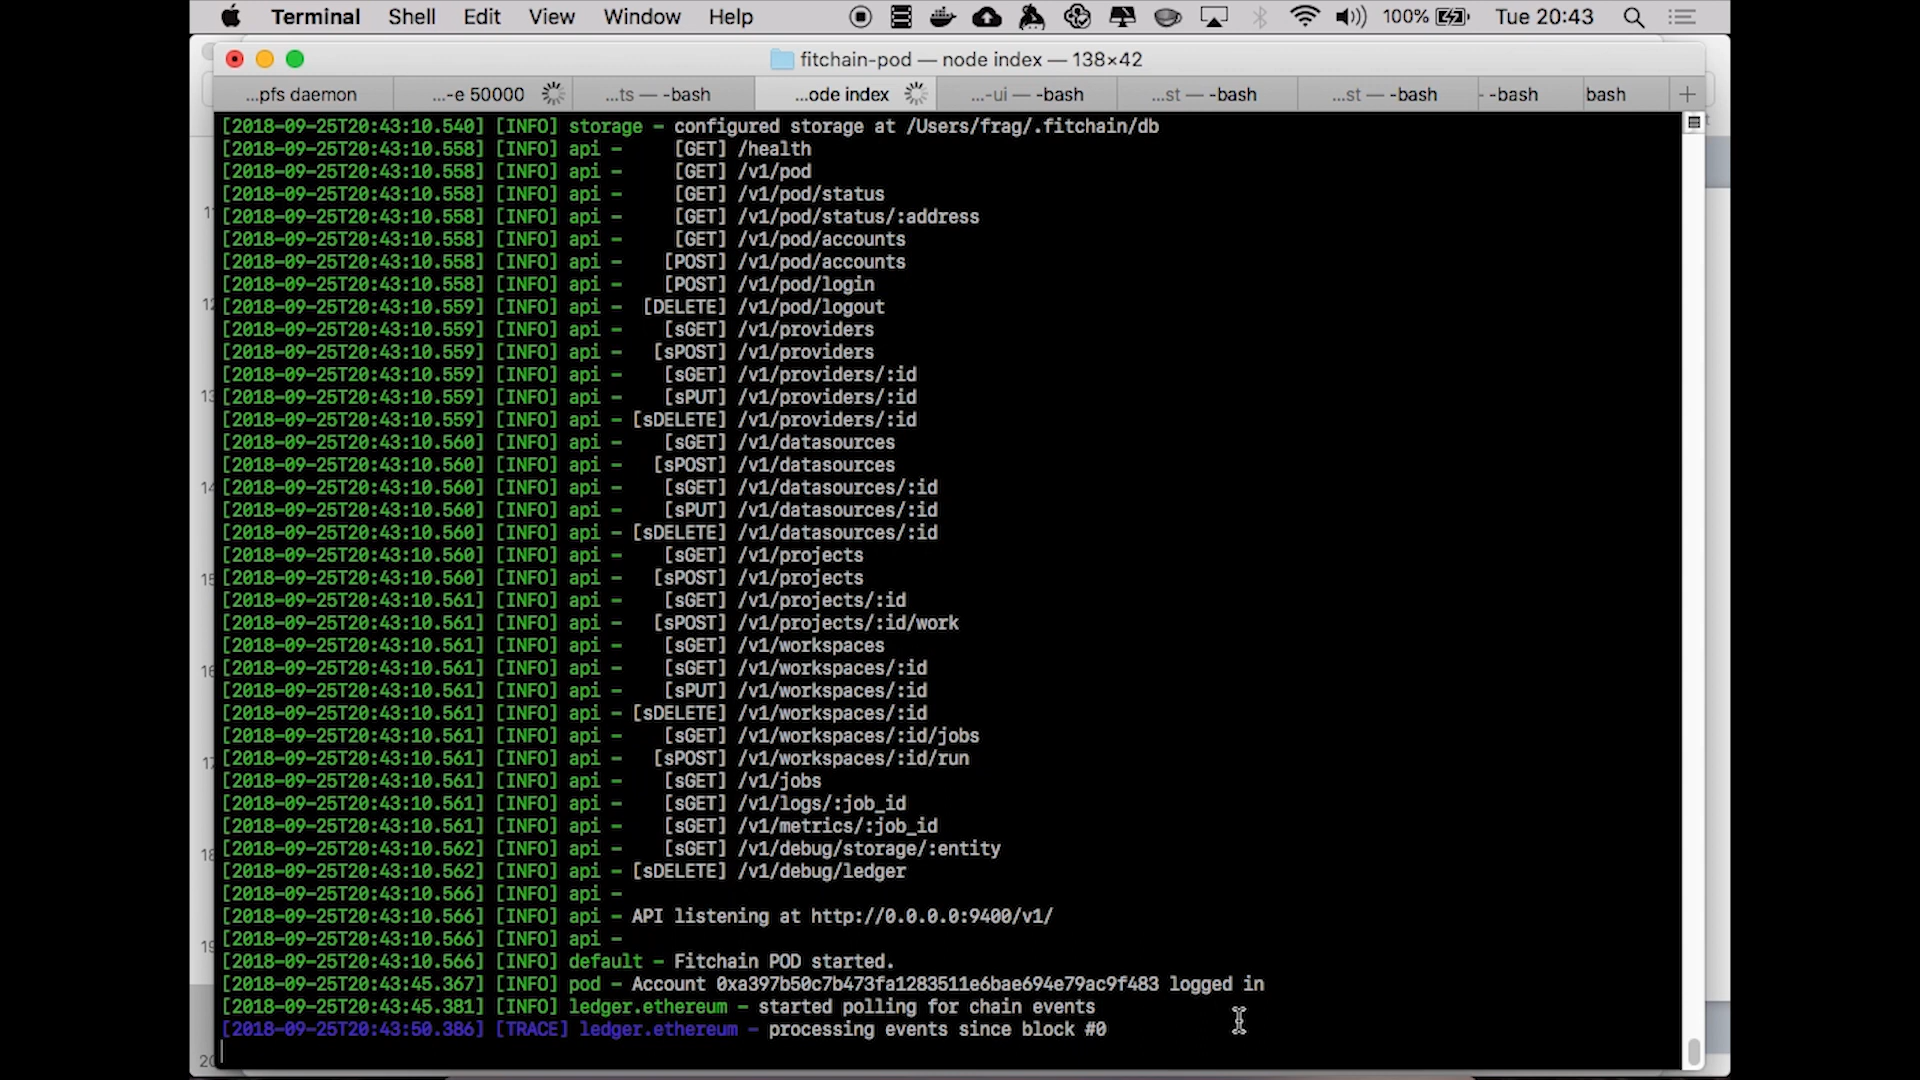 Terminal Shell Edit View Window Help 100% Tue 20:43
fitchain-pod — node index — 138×42
...pfs daemon ...-e 50000 ...ts — -bash ...ode index ...-ui — -bash ...st — -bash ...st — -bash - -bash bash
[2018-09-25T20:43:10.540] [INFO] storage - configured storage at /Users/frag/.fitchain/db
[2018-09-25T20:43:10.558] [INFO] api -     [GET] /health
[2018-09-25T20:43:10.558] [INFO] api -     [GET] /v1/pod
[2018-09-25T20:43:10.558] [INFO] api -     [GET] /v1/pod/status
[2018-09-25T20:43:10.558] [INFO] api -     [GET] /v1/pod/status/:address
[2018-09-25T20:43:10.558] [INFO] api -     [GET] /v1/pod/accounts
[2018-09-25T20:43:10.558] [INFO] api -    [POST] /v1/pod/accounts
[2018-09-25T20:43:10.558] [INFO] api -    [POST] /v1/pod/login
[2018-09-25T20:43:10.559] [INFO] api -  [DELETE] /v1/pod/logout
[2018-09-25T20:43:10.559] [INFO] api -    [sGET] /v1/providers
[2018-09-25T20:43:10.559] [INFO] api -   [sPOST] /v1/providers
[2018-09-25T20:43:10.559] [INFO] api -    [sGET] /v1/providers/:id
[2018-09-25T20:43:10.559] [INFO] api -    [sPUT] /v1/providers/:id
[2018-09-25T20:43:10.559] [INFO] api - [sDELETE] /v1/providers/:id
[2018-09-25T20:43:10.560] [INFO] api -    [sGET] /v1/datasources
[2018-09-25T20:43:10.560] [INFO] api -   [sPOST] /v1/datasources
[2018-09-25T20:43:10.560] [INFO] api -    [sGET] /v1/datasources/:id
[2018-09-25T20:43:10.560] [INFO] api -    [sPUT] /v1/datasources/:id
[2018-09-25T20:43:10.560] [INFO] api - [sDELETE] /v1/datasources/:id
[2018-09-25T20:43:10.560] [INFO] api -    [sGET] /v1/projects
[2018-09-25T20:43:10.560] [INFO] api -   [sPOST] /v1/projects
[2018-09-25T20:43:10.561] [INFO] api -    [sGET] /v1/projects/:id
[2018-09-25T20:43:10.561] [INFO] api -   [sPOST] /v1/projects/:id/work
[2018-09-25T20:43:10.561] [INFO] api -    [sGET] /v1/workspaces
[2018-09-25T20:43:10.561] [INFO] api -    [sGET] /v1/workspaces/:id
[2018-09-25T20:43:10.561] [INFO] api -    [sPUT] /v1/workspaces/:id
[2018-09-25T20:43:10.561] [INFO] api - [sDELETE] /v1/workspaces/:id
[2018-09-25T20:43:10.561] [INFO] api -    [sGET] /v1/workspaces/:id/jobs
[2018-09-25T20:43:10.561] [INFO] api -   [sPOST] /v1/workspaces/:id/run
[2018-09-25T20:43:10.561] [INFO] api -    [sGET] /v1/jobs
[2018-09-25T20:43:10.561] [INFO] api -    [sGET] /v1/logs/:job_id
[2018-09-25T20:43:10.561] [INFO] api -    [sGET] /v1/metrics/:job_id
[2018-09-25T20:43:10.562] [INFO] api -    [sGET] /v1/debug/storage/:entity
[2018-09-25T20:43:10.562] [INFO] api - [sDELETE] /v1/debug/ledger
[2018-09-25T20:43:10.566] [INFO] api -
[2018-09-25T20:43:10.566] [INFO] api - API listening at http://0.0.0.0:9400/v1/
[2018-09-25T20:43:10.566] [INFO] api -
[2018-09-25T20:43:10.566] [INFO] default - Fitchain POD started.
[2018-09-25T20:43:45.367] [INFO] pod - Account 0xa397b50c7b473fa1283511e6bae694e79ac9f483 logged in
[2018-09-25T20:43:45.381] [INFO] ledger.ethereum - started polling for chain events
[2018-09-25T20:43:50.386] [TRACE] ledger.ethereum - processing events since block #0